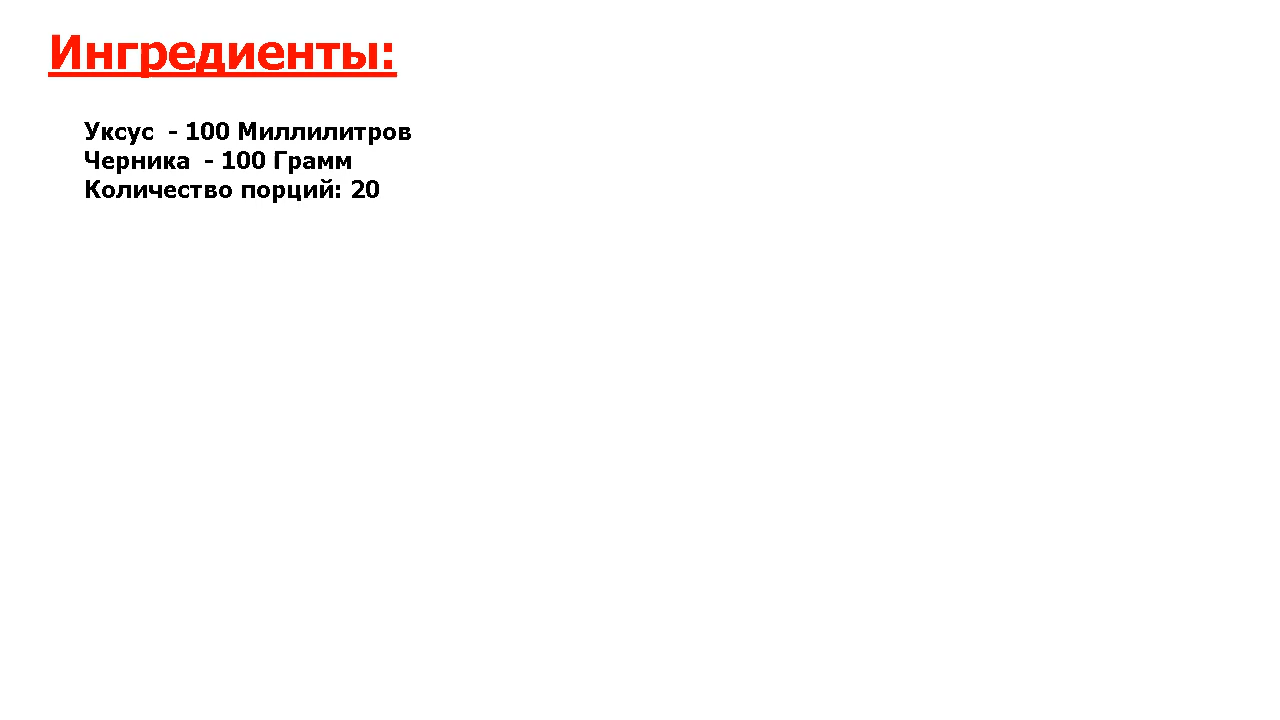 Ингредиенты:
Уксус  - 100 Миллилитров
Черника  - 100 Грамм
Количество порций: 20